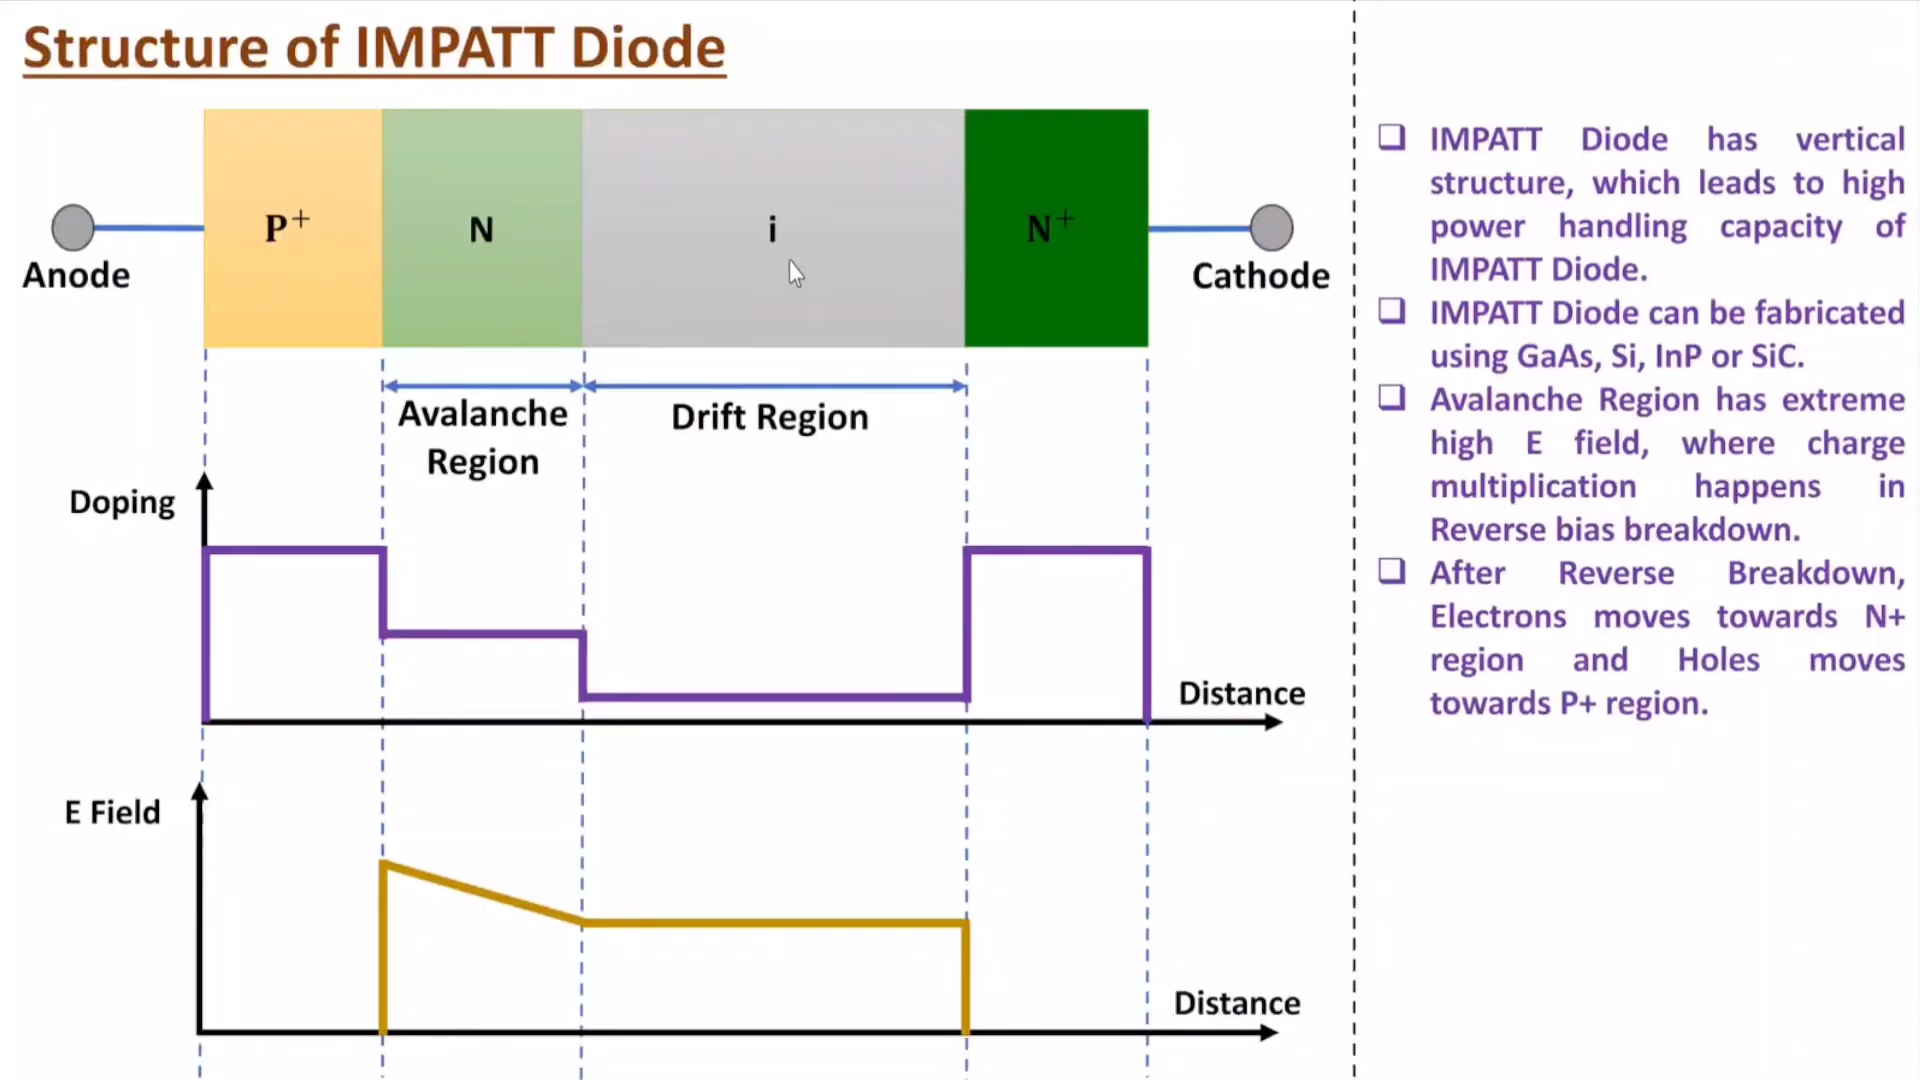 Structure of IMPATT Diode
P+
N
i
N+
Anode
Cathode
Avalanche
Region
Drift Region
Doping
Distance
E Field
Distance
❑ IMPATT Diode has vertical
structure, which leads to high
power handling capacity of
IMPATT Diode.
❑ IMPATT Diode can be fabricated
using GaAs, Si, InP or SiC.
❑ Avalanche Region has extreme
high E field, where charge
multiplication happens in
Reverse bias breakdown.
❑ After Reverse Breakdown,
Electrons moves towards N+
region and Holes moves
towards P+ region.